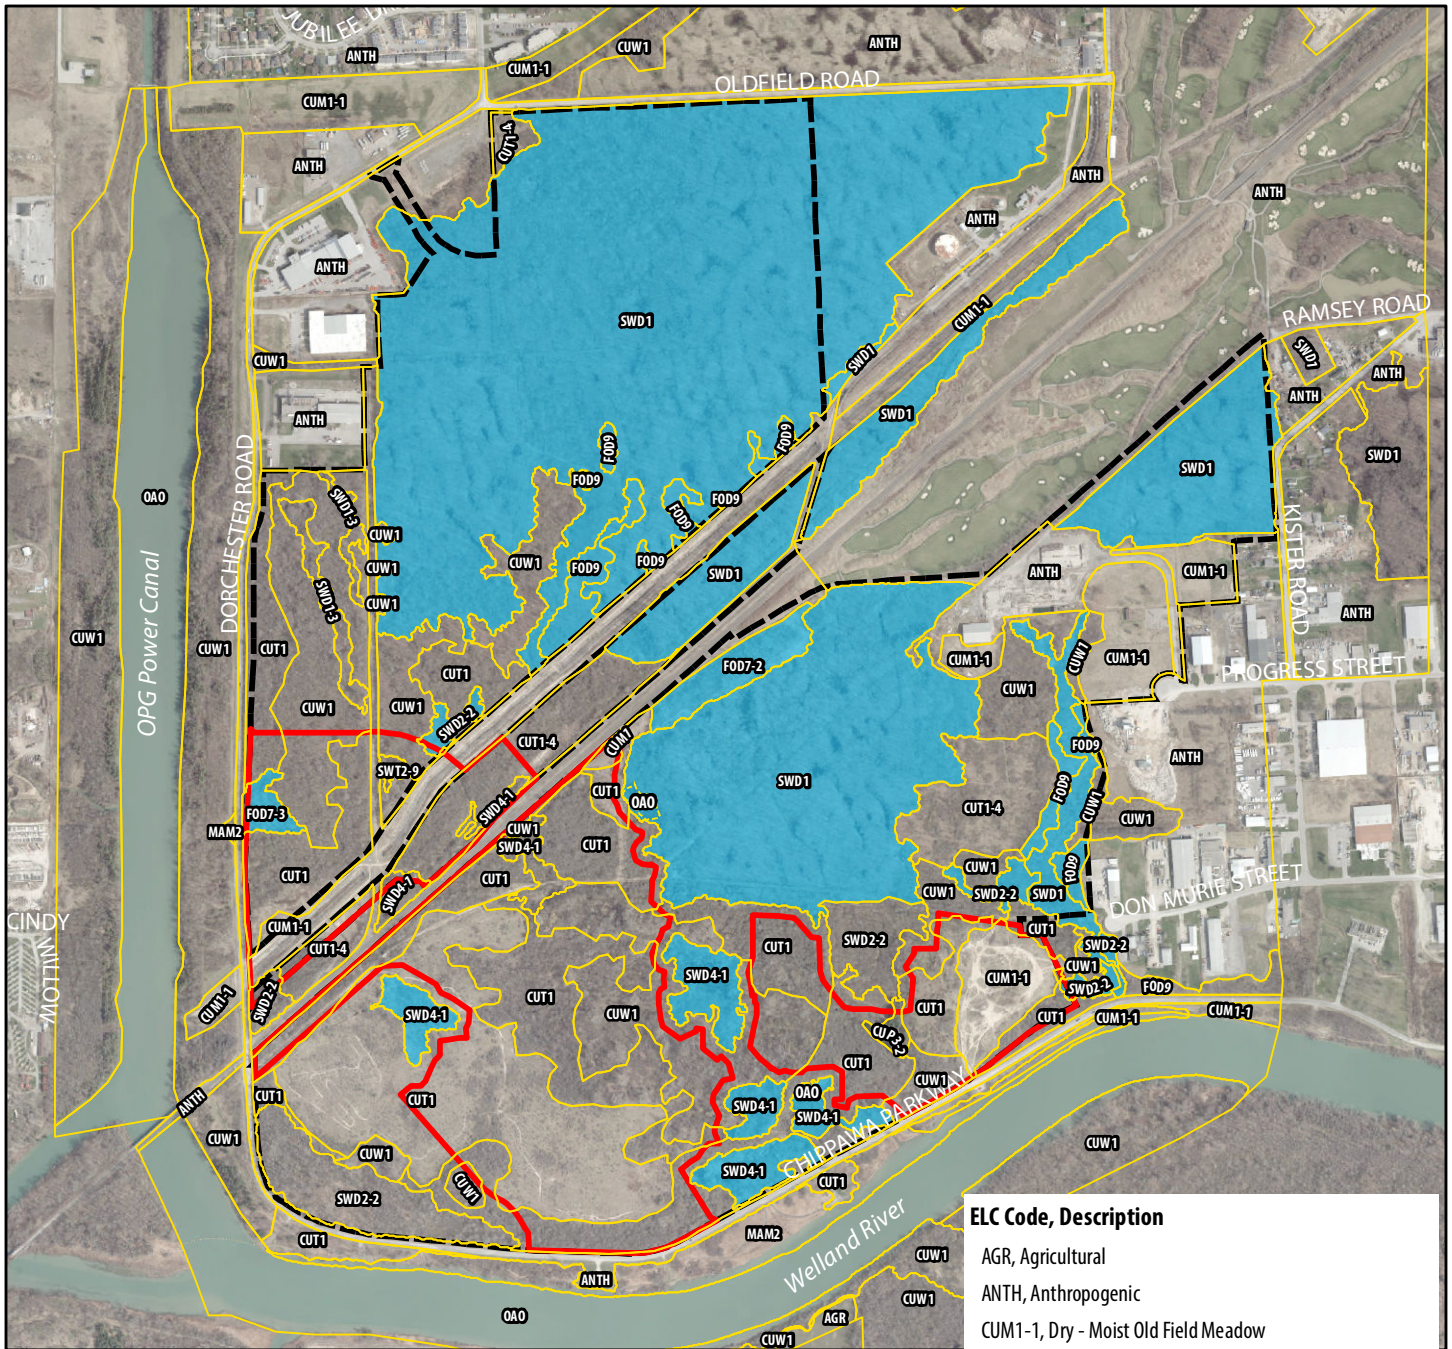 JUBILEE DR
ANTH
CUW1
ANTH
CUM1-1
OLDFIELD ROAD
CUM1-1
CUT1-A
ANTH
ANTH
ANTH
ANTH
ANTH
SWD1
CUM1-1
RAMSEY ROAD
CUW1
SWD1
SWD1
ANTH
ANTH
ANTH
SWD1
FOD9
FOD9
SWD1
SWD1
OAO
DORCHESTER ROAD
SWD1-3
FOD9
FOD9
FOD9
KISTER ROAD
CUW1
CUW1
FOD9
CUW1
FOD9
SWD1
ANTH
CUM1-1
CUW1
SWD1-3
ANTH
OPG Power Canal
CUW1
CUW1
CUT1
CUW1
CUM1-1
CUM1-1
PROGRESS STREET
CUT1
FOD7-2
CUW1
CUW1
CUW1
SWD2-2
CUT1-4
CUM7
FOD9
ANTH
SWT2-9
SWD1
CUT1
OAO
FOD9
SWD4-1
CUT1-4
CUW1
FOD7-3
MAM2
CUW1
SWD4-1
CUT1
CUW1
CUT1
CUT1
CUW1
FOD9
SWD4-1
CUW1
SWD2-2
SWD1
DON MURIE STREET
CINDY
WILLOW
CUM1-1
CUT1-4
CUT1
CUT1
SWD2-2
SWD2-2
SWD4-1
CUW1
CUM1-1
SWD2-2
SWD2-2
FOD9
CUM1-1
CUT1
CUT1
CUM1-1
SWD4-1
CUW1
CUT1
CUM1-1
CUP3-2
CUT1
CUW1
ANTH
CUT1
CUT1
OAO
SWD4-1
SWD4-1
CHIPPAWA PARKWAY
CUW1
CUW1
CUW1
SWD4-1
CUT1
CUW1
SWD2-2
CUT1
MAM2
Welland River
ANTH
CUW1
CUW1
OAO
AGR
CUW1
ELC Code, Description
AGR, Agricultural
ANTH, Anthropogenic
CUM1-1, Dry - Moist Old Field Meadow